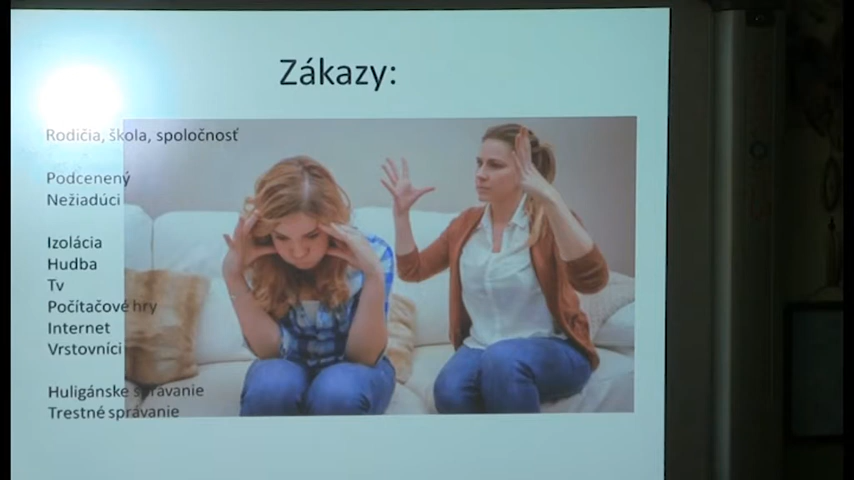 Zákazy:
Rodičia, škola, spoločnosť
Podcenený
Nežiadúci
Izolácia
Hudba
Tv
Počítačové hry
Internet
Vrstovníci
Huligánske správanie
Trestné správanie